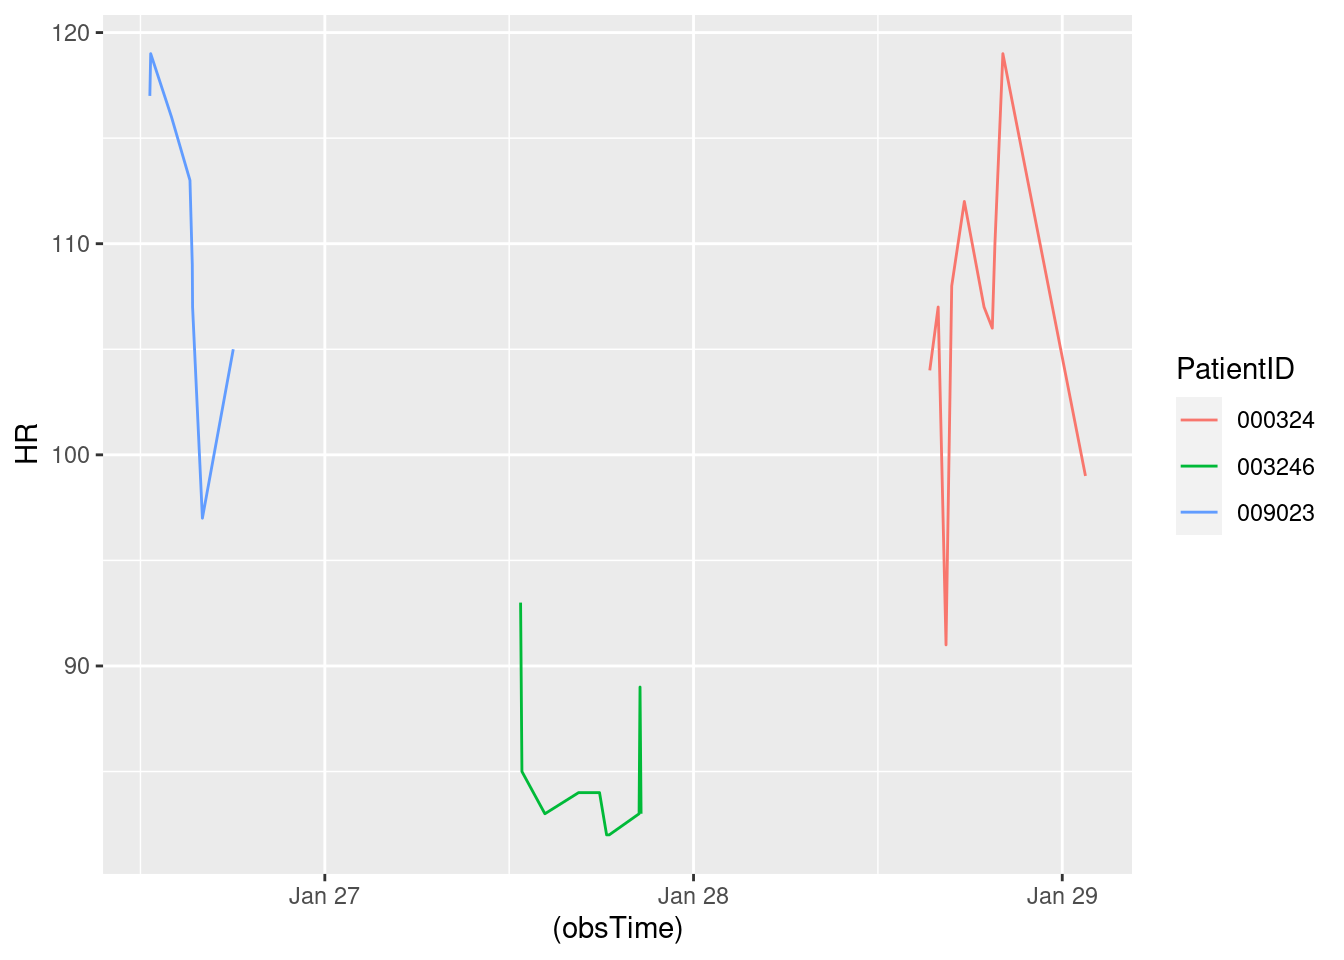 120
110
100
90
HR
Jan 27
Jan 28
Jan 29
(obsTime)
PatientID
000324
003246
009023